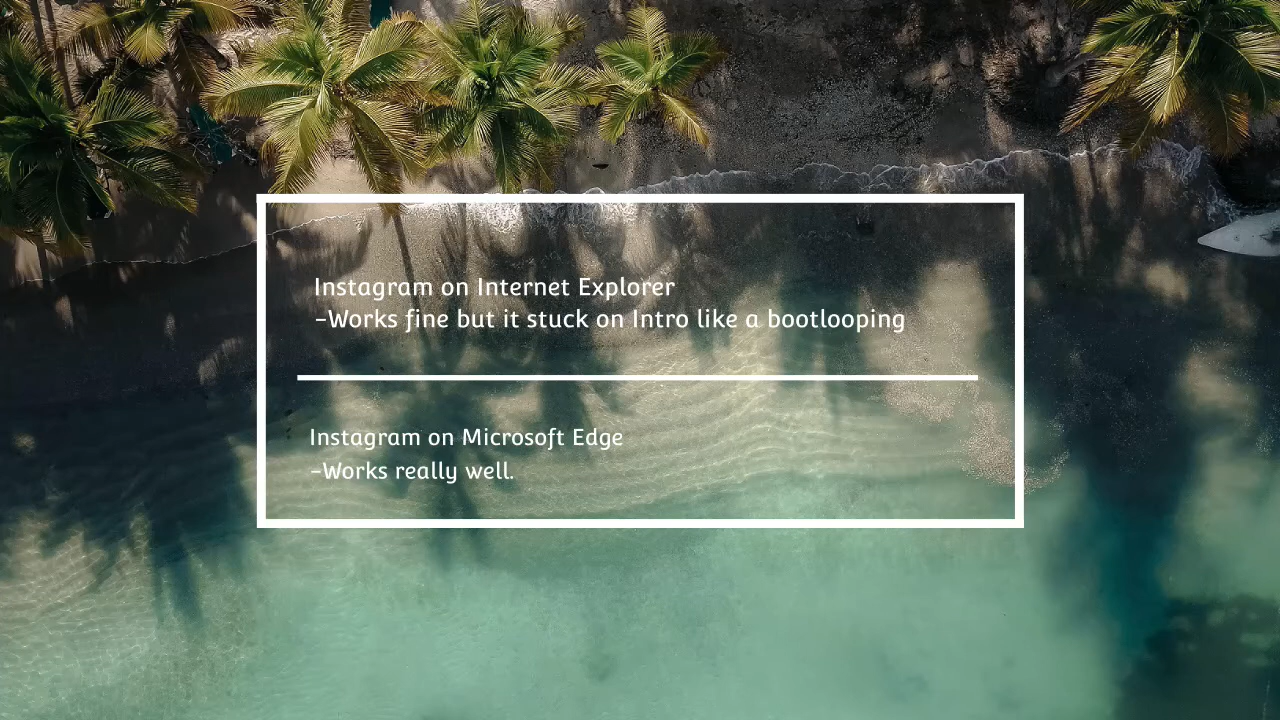 Instagram on Internet Explorer
-Works fine but it stuck on Intro like a bootlooping
Instagram on Microsoft Edge
-Works really well.